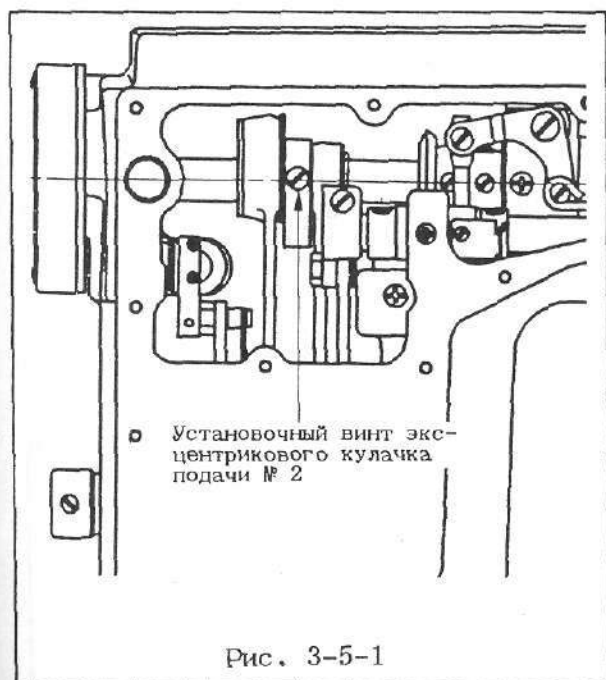 Установочный винт экс-
центрикового кулачка
подачи № 2
Рис. 3-5-1